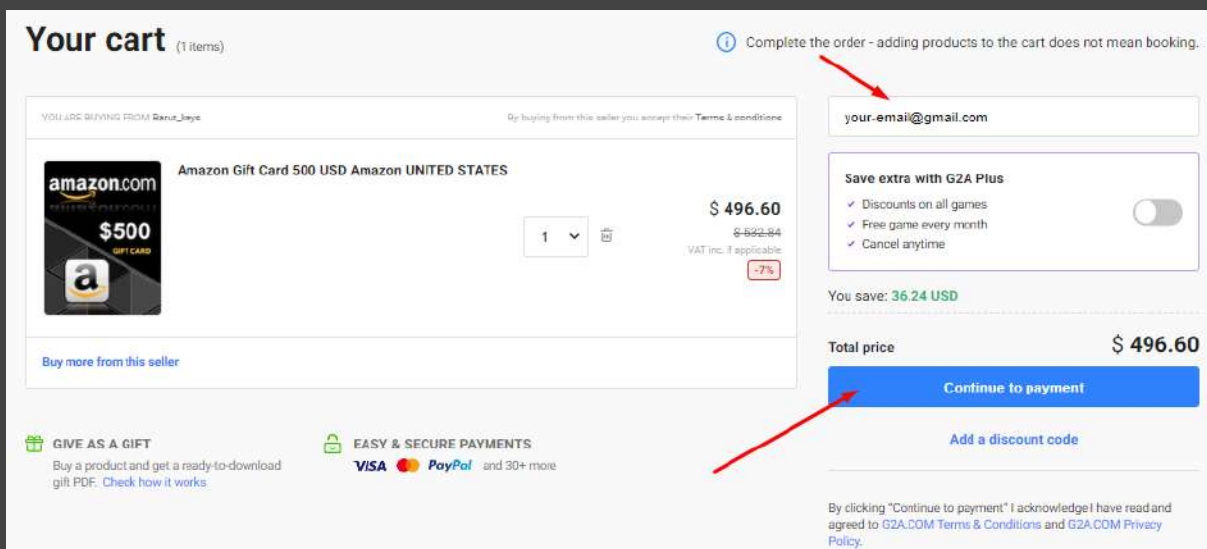 Your cart (1 items)
Complete the order - adding products to the cart does not mean booking.
YOU ARE BUYING FROM Barut_keys
By buying from this seller you accept their Terms & conditions
amazon.com
$500
GIFT CARD
a
Amazon Gift Card 500 USD Amazon UNITED STATES
1
$ 496.60
$ 532.84
VAT inc. if applicable
-7%
Buy more from this seller
GIVE AS A GIFT
Buy a product and get a ready-to-download
gift PDF. Check how it works
EASY & SECURE PAYMENTS
VISA PayPal and 30+ more
your-email@gmail.com
Save extra with G2A Plus
Discounts on all games
Free game every month
Cancel anytime
You save: 36.24 USD
Total price $ 496.60
Continue to payment
Add a discount code
By clicking "Continue to payment" I acknowledge I have read and
agreed to G2A.COM Terms & Conditions and G2A.COM Privacy
Policy.